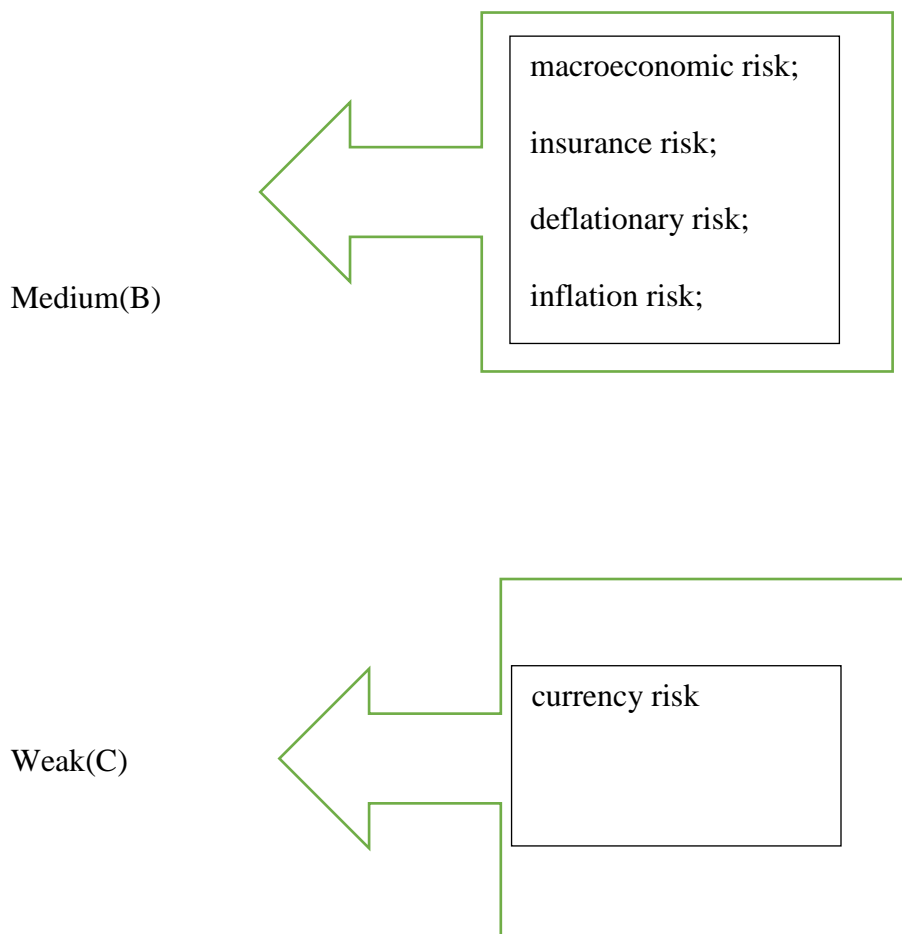 macroeconomic risk;
insurance risk;
deflationary risk;
inflation risk;
Medium(B)
currency risk
Weak(C)